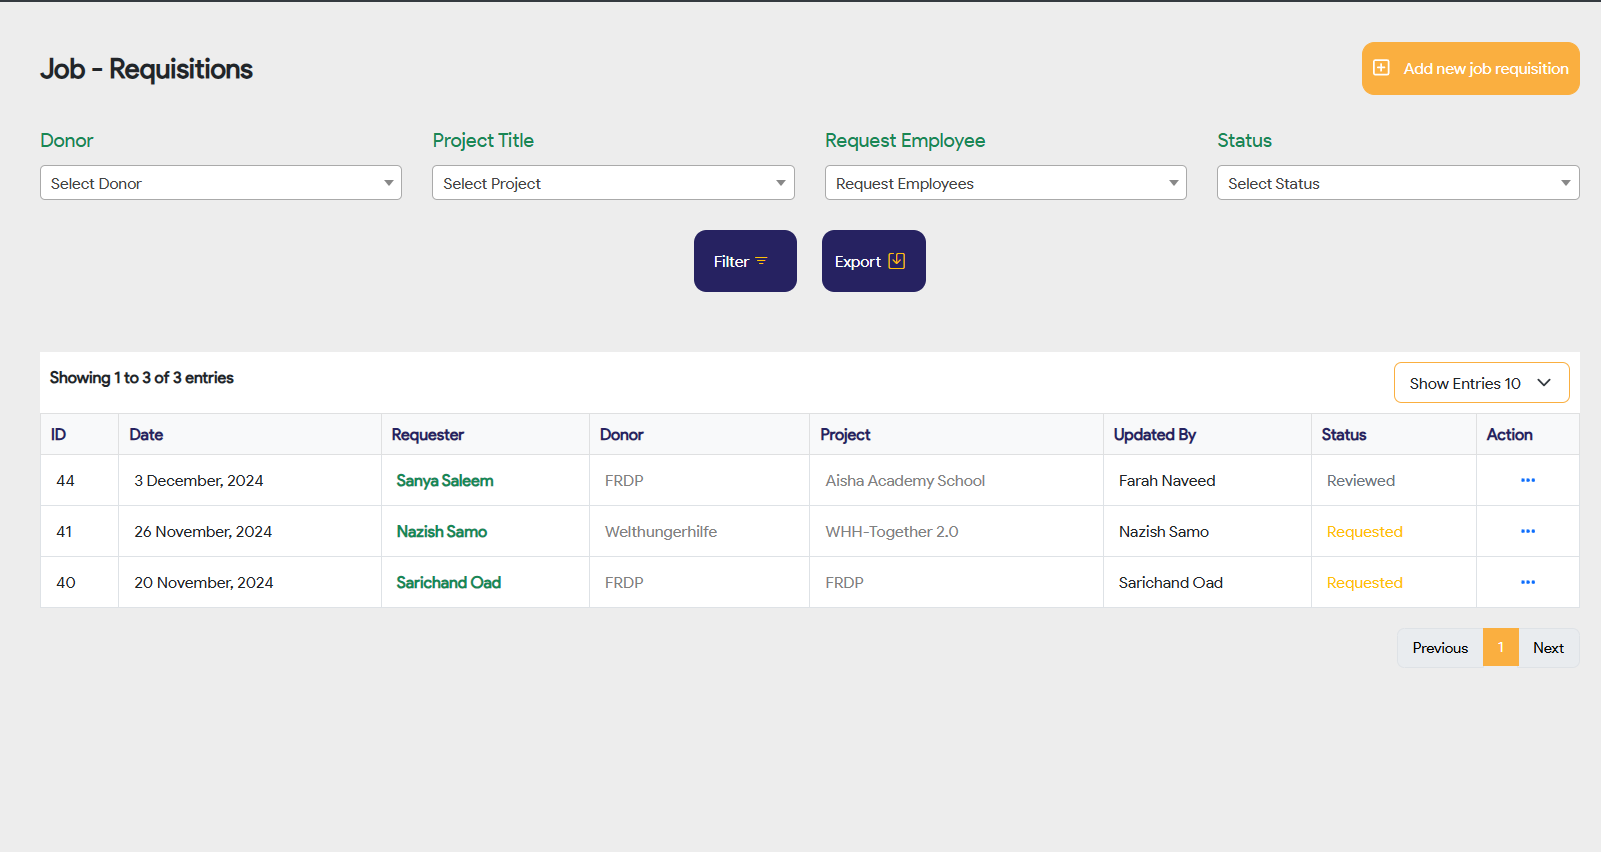 Job - Requisitions
Add new job requisition
Donor Project Title Request Employee Status
Select Donor Select Project Request Employees Select Status
Filter Export
Showing 1 to 3 of 3 entries
Show Entries 10
ID Date Requester Donor Project Updated By Status Action
44 3 December, 2024 Sanya Saleem FRDP Aisha Academy School Farah Naveed Reviewed ...
41 26 November, 2024 Nazish Samo Welthungerhilfe WHH-Together 2.0 Nazish Samo Requested ...
40 20 November, 2024 Sarichand Oad FRDP FRDP Sarichand Oad Requested ...
Previous 1 Next